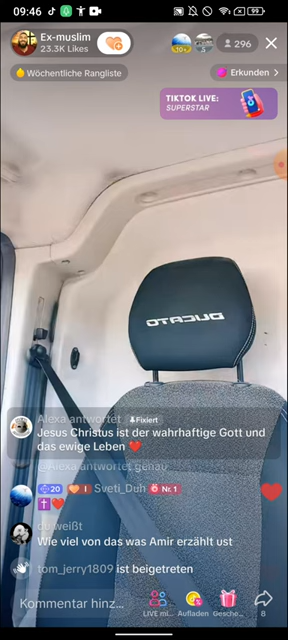 09:46
99
Ex-muslim
23.3K Likes
296
Wöchentliche Rangliste
Erkunden >
TIKTOK LIVE:
SUPERSTAR
DUCATO
Alexa antwortet Fixiert
Jesus Christus ist der wahrhaftige Gott und
das ewige Leben ❤️
@Alexa antwortet genau
20 I Sveti_Duh Nr. 1
✝️❤️
du weißt
Wie viel von das was Amir erzählt ust
tom_jerry1809 ist beigetreten
Kommentar hinz...
LIVE mi... Aufladen Gesche...